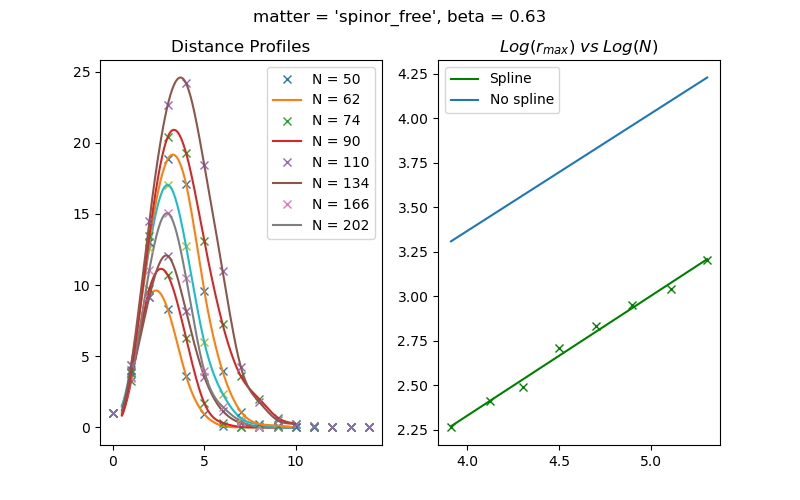 matter = 'spinor_free', beta = 0.63
Distance Profiles
25
20
15
10
5
0
0 5 10
N = 50
N = 62
N = 74
N = 90
N = 110
N = 134
N = 166
N = 202
Log(r_max) vs Log(N)
4.25
4.00
3.75
3.50
3.25
3.00
2.75
2.50
2.25
4.0 4.5 5.0
Spline
No spline